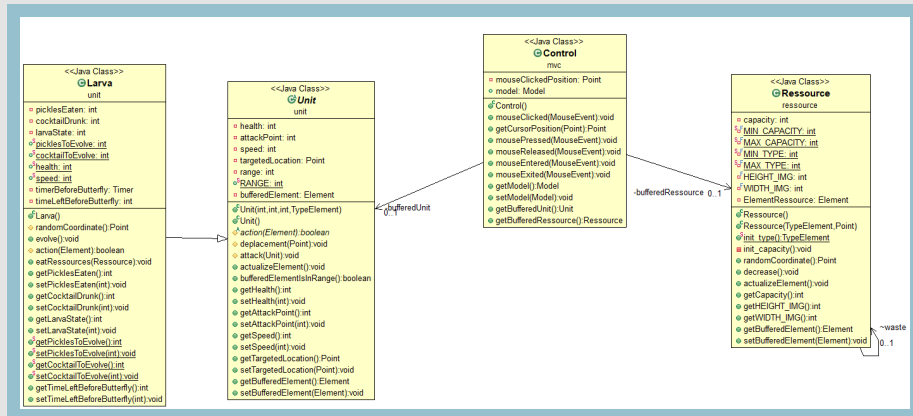 <<Java Class>>
Larva
unit
picklesEaten: int
cocktailDrunk: int
larvaState: int
picklesToEvolve: int
cocktailToEvolve: int
health: int
speed: int
timerBeforeButterfly: Timer
timeLeftBeforeButterfly: int
Larva()
randomCoordinate():Point
evolve():void
action(Element):boolean
eatRessources(Ressource):void
getPicklesEaten():int
setPicklesEaten(int):void
getCocktailDrunk():int
setCocktailDrunk(int):void
getLarvaState():int
setLarvaState(int):void
getPicklesToEvolve():int
setPicklesToEvolve(int):void
getCocktailToEvolve():int
setCocktailToEvolve(int):void
getTimeLeftBeforeButterfly():int
setTimeLeftBeforeButterfly(int):void
<<Java Class>>
Unit
unit
health: int
attackPoint: int
speed: int
targetedLocation: Point
range: int
RANGE: int
bufferedElement: Element
Unit(int,int,int,TypeElement)
Unit()
action(Element):boolean
deplacement(Point):void
attack(Unit):void
actualizeElement():void
bufferedElementIsInRange():boolean
getHealth():int
setHealth(int):void
getAttackPoint():int
setAttackPoint(int):void
getSpeed():int
setSpeed(int):void
getTargetedLocation():Point
setTargetedLocation(Point):void
getBufferedElement():Element
setBufferedElement(Element):void
-bufferedUnit
0..1
<<Java Class>>
Control
mvc
mouseClickedPosition: Point
model: Model
Control()
mouseClicked(MouseEvent):void
getCursorPosition(Point):Point
mousePressed(MouseEvent):void
mouseReleased(MouseEvent):void
mouseEntered(MouseEvent):void
mouseExited(MouseEvent):void
getModel():Model
setModel(Model):void
getBufferedUnit():Unit
getBufferedRessource():Ressource
-bufferedRessource 0..1
<<Java Class>>
Ressource
ressource
capacity: int
MIN_CAPACITY: int
MAX_CAPACITY: int
MIN_TYPE: int
MAX_TYPE: int
HEIGHT_IMG: int
WIDTH_IMG: int
ElementRessource: Element
Ressource()
Ressource(TypeElement,Point)
init_type():TypeElement
init_capacity():void
randomCoordinate():Point
decrease():void
actualizeElement():void
getCapacity():int
getHEIGHT_IMG():int
getWIDTH_IMG():int
getBufferedElement():Element
setBufferedElement(Element):void
~waste
0..1